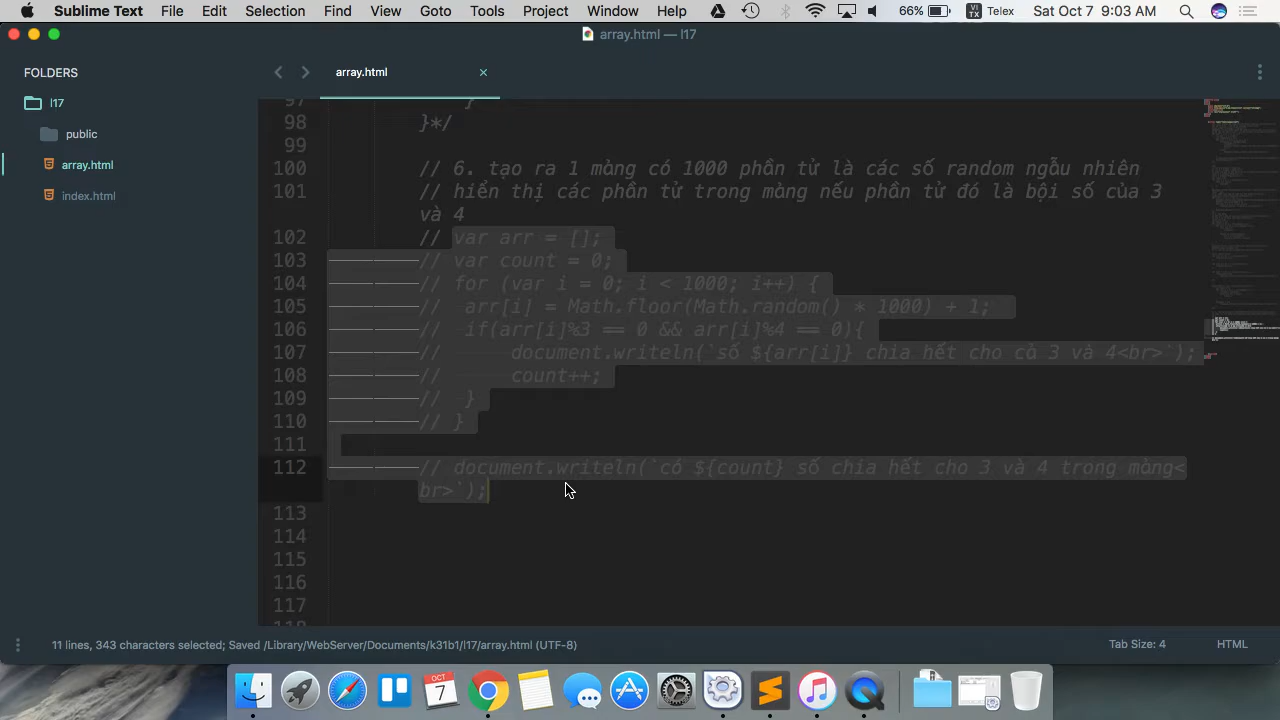 Sublime Text File Edit Selection Find View Goto Tools Project Window Help 66% VI TX Telex Sat Oct 7 9:03 AM
array.html — l17
FOLDERS
l17
public
array.html
index.html
array.html ×
97 }
98 }*/
99
100 // 6. tạo ra 1 mảng có 1000 phần tử là các số random ngẫu nhiên
101 // hiển thị các phần tử trong mảng nếu phần tử đó là bội số của 3
và 4
102 // var arr = [];
103 // var count = 0;
104 // for (var i = 0; i < 1000; i++) {
105 // arr[i] = Math.floor(Math.random() * 1000) + 1;
106 // if(arr[i]%3 == 0 && arr[i]%4 == 0){
107 // document.writeln(`số ${arr[i]} chia hết cho cả 3 và 4<br>`);
108 // count++;
109 // }
110 // }
111
112 // document.writeln(`có ${count} số chia hết cho 3 và 4 trong mảng<
br>`);
113
114
115
116
117
118
11 lines, 343 characters selected; Saved /Library/WebServer/Documents/k31b1/l17/array.html (UTF-8) Tab Size: 4 HTML
OCT
7